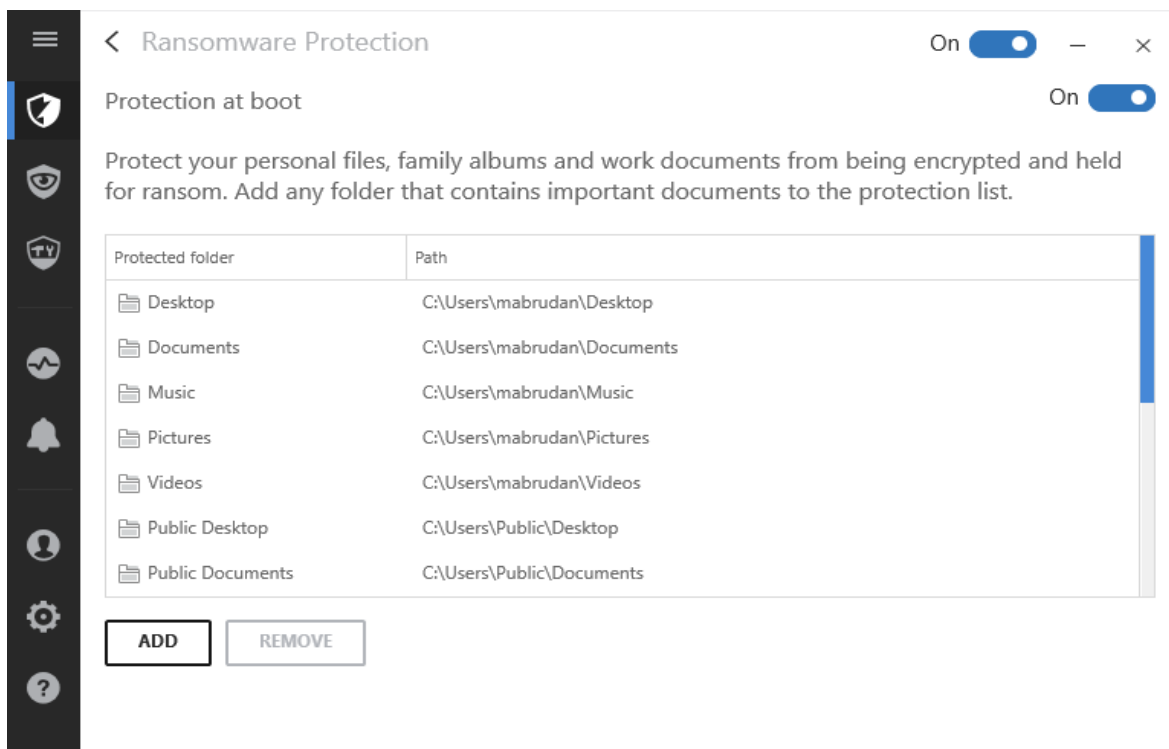 Ransomware Protection
On
Protection at boot
On
Protect your personal files, family albums and work documents from being encrypted and held
for ransom. Add any folder that contains important documents to the protection list.
Protected folder Path
Desktop C:\Users\mabrudan\Desktop
Documents C:\Users\mabrudan\Documents
Music C:\Users\mabrudan\Music
Pictures C:\Users\mabrudan\Pictures
Videos C:\Users\mabrudan\Videos
Public Desktop C:\Users\Public\Desktop
Public Documents C:\Users\Public\Documents
ADD REMOVE